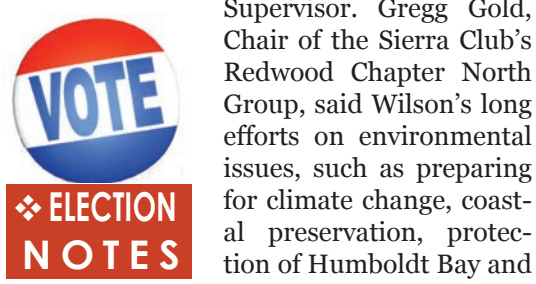 VOTE
❖ ELECTION
NOTES
Supervisor. Gregg Gold,
Chair of the Sierra Club’s
Redwood Chapter North
Group, said Wilson’s long
efforts on environmental
issues, such as preparing
for climate change, coast-
al preservation, protec-
tion of Humboldt Bay and